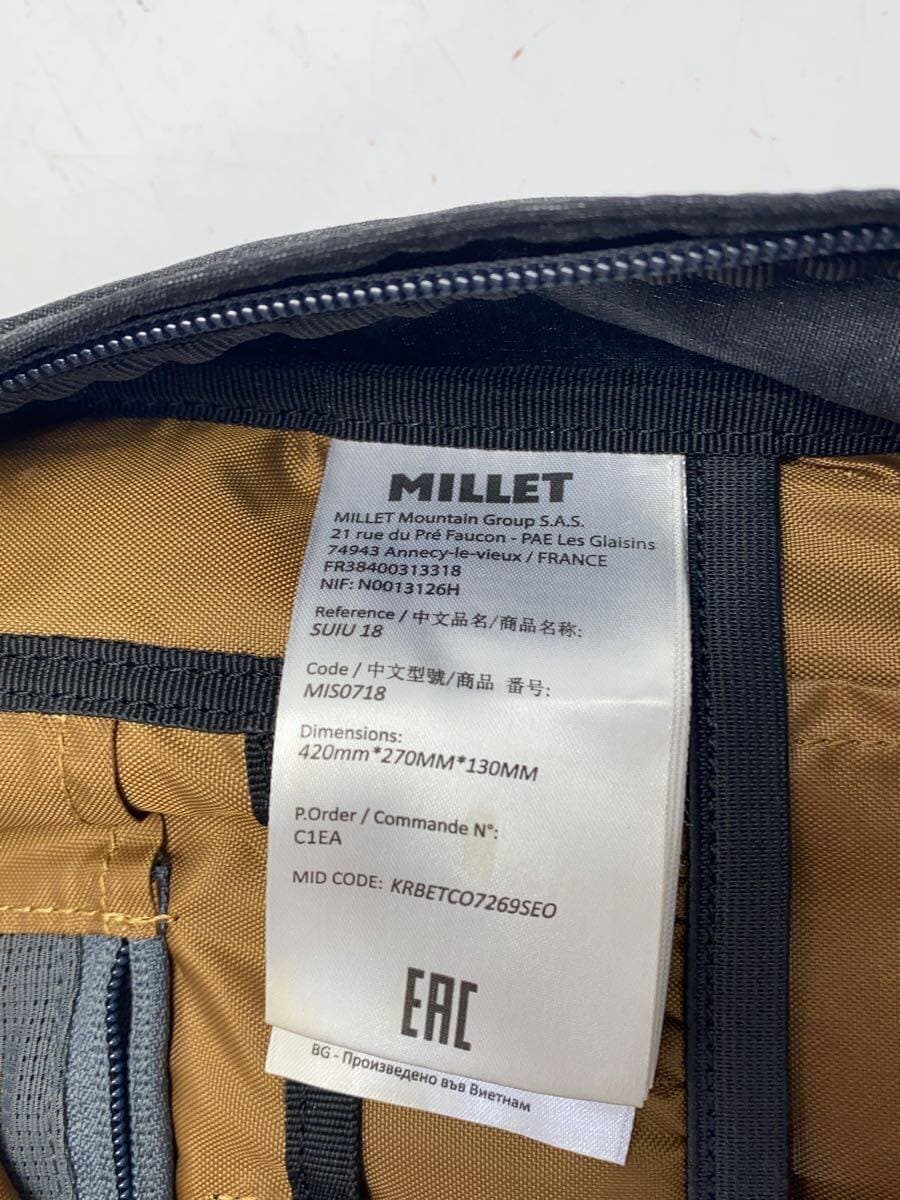 MILLET
MILLET Mountain Group S.A.S.
21 rue du Pré Faucon - PAE Les Glaisins
74943 Annecy-le-vieux / FRANCE
FR38400313318
NIF: N0013126H
Reference / 中文品名/商品名称:
SUIU 18
Code / 中文型號/商品 番号:
MIS0718
Dimensions:
420mm*270MM*130MM
P.Order / Commande N°:
C1EA
MID CODE: KRBETCO7269SEO
EAC
BG - Произведено във Виетнам